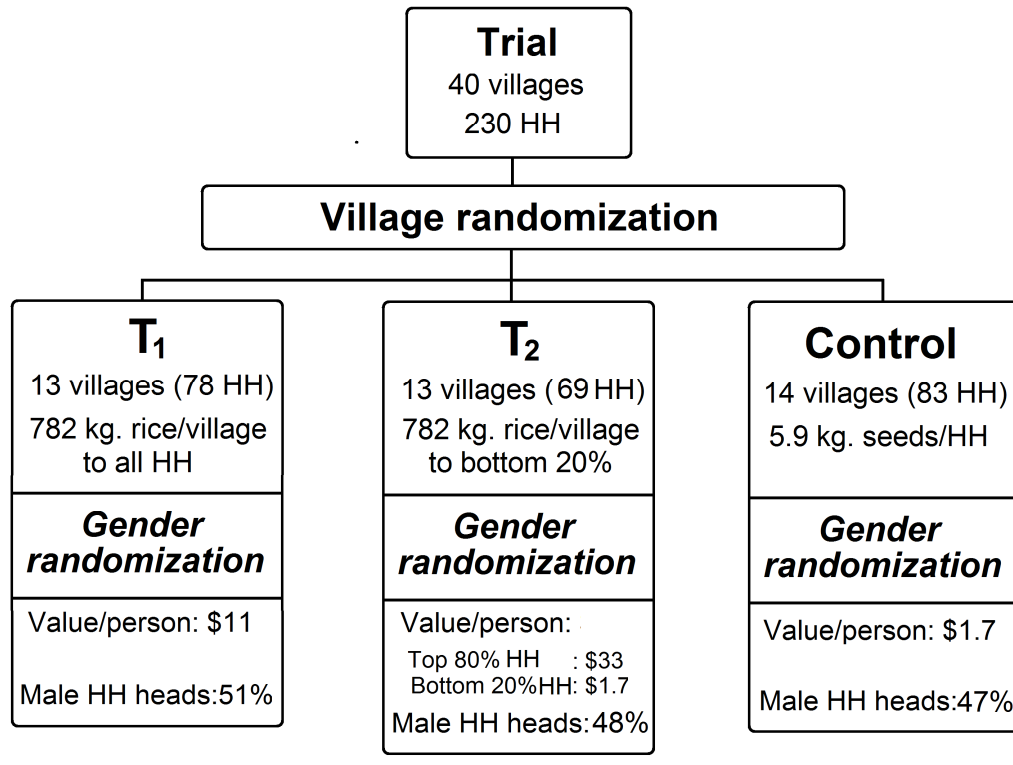 Trial
40 villages
230 HH
Village randomization
T1
13 villages (78 HH)
782 kg. rice/village
to all HH
Gender
randomization
Value/person: $11
Male HH heads:51%
T2
13 villages (69 HH)
782 kg. rice/village
to bottom 20%
Gender
randomization
Value/person:
Top 80% HH : $33
Bottom 20%HH: $1.7
Male HH heads:48%
Control
14 villages (83 HH)
5.9 kg. seeds/HH
Gender
randomization
Value/person: $1.7
Male HH heads:47%